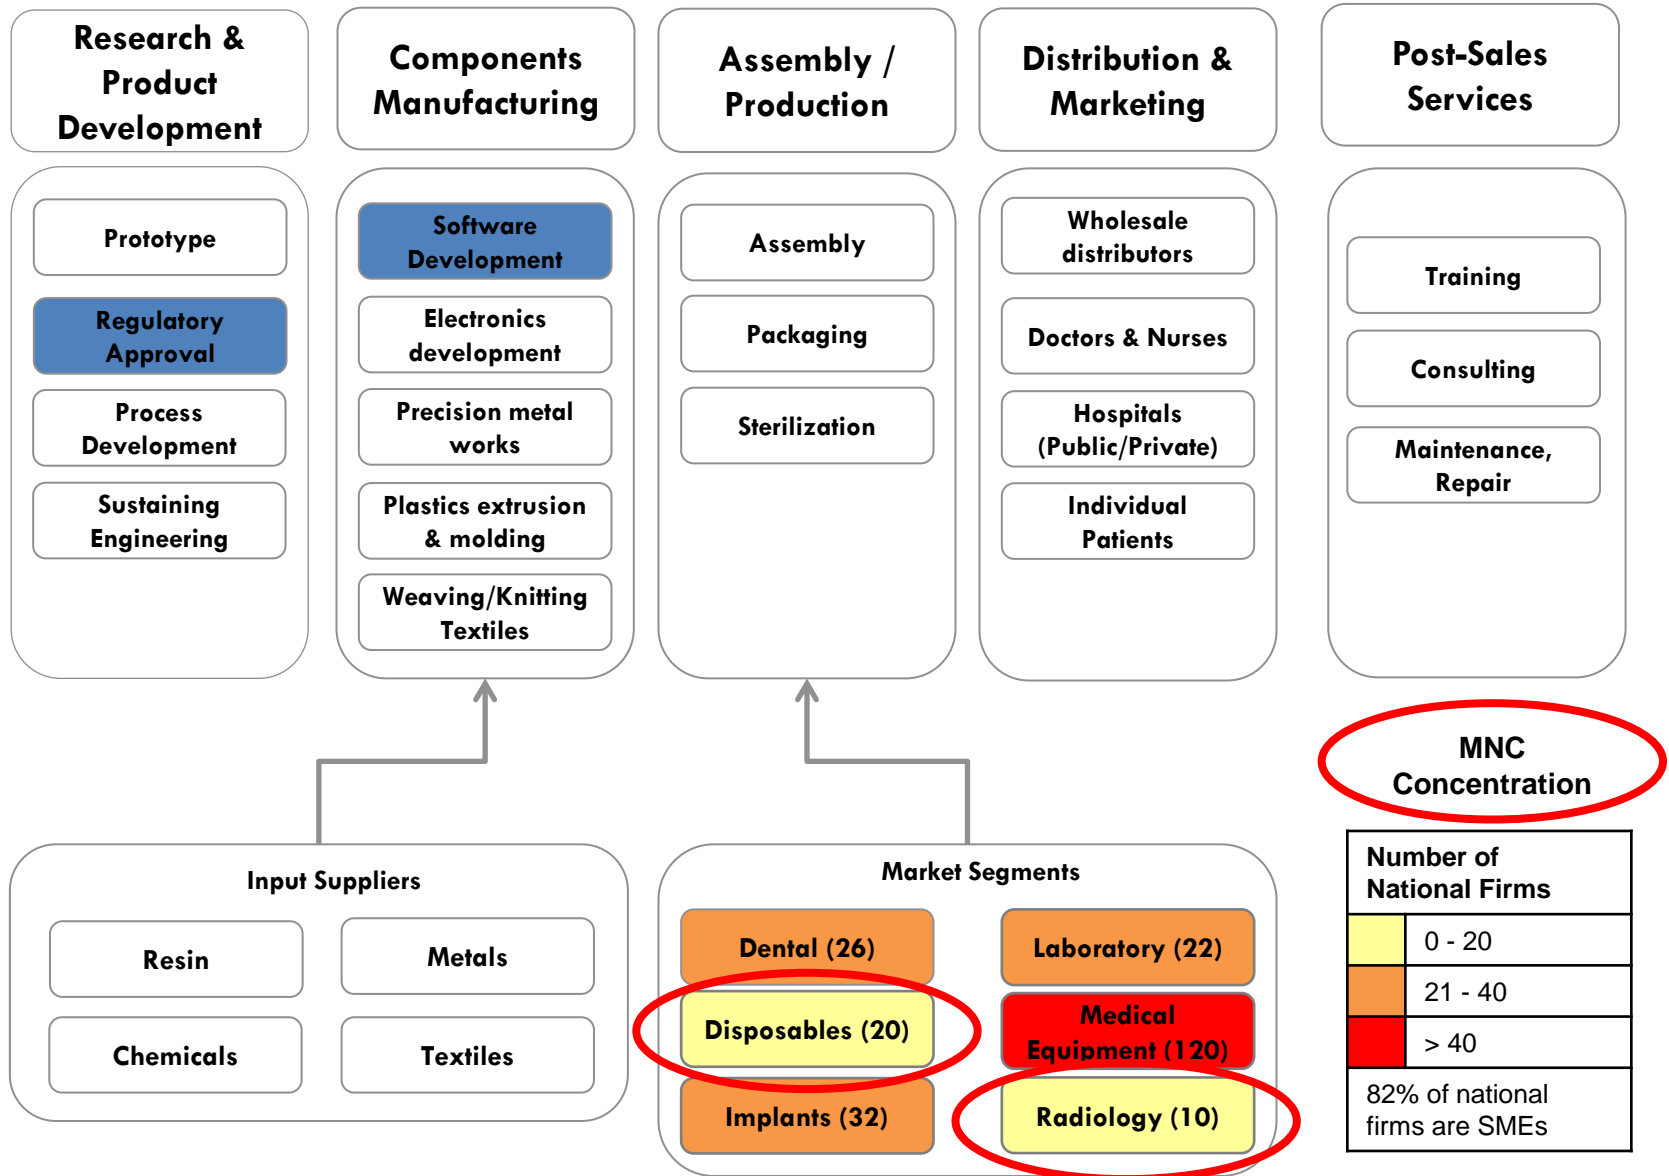 Research &
Product
Development
Components
Manufacturing
Assembly /
Production
Distribution &
Marketing
Post-Sales
Services
Prototype
Regulatory
Approval
Process
Development
Sustaining
Engineering
Software
Development
Electronics
development
Precision metal
works
Plastics extrusion
& molding
Weaving/Knitting
Textiles
Assembly
Packaging
Sterilization
Wholesale
distributors
Doctors & Nurses
Hospitals
(Public/Private)
Individual
Patients
Training
Consulting
Maintenance,
Repair
Input Suppliers
Resin
Metals
Chemicals
Textiles
Market Segments
Dental (26)
Laboratory (22)
Disposables (20)
Medical
Equipment (120)
Implants (32)
Radiology (10)
MNC
Concentration
Number of
National Firms
0 - 20
21 - 40
> 40
82% of national
firms are SMEs